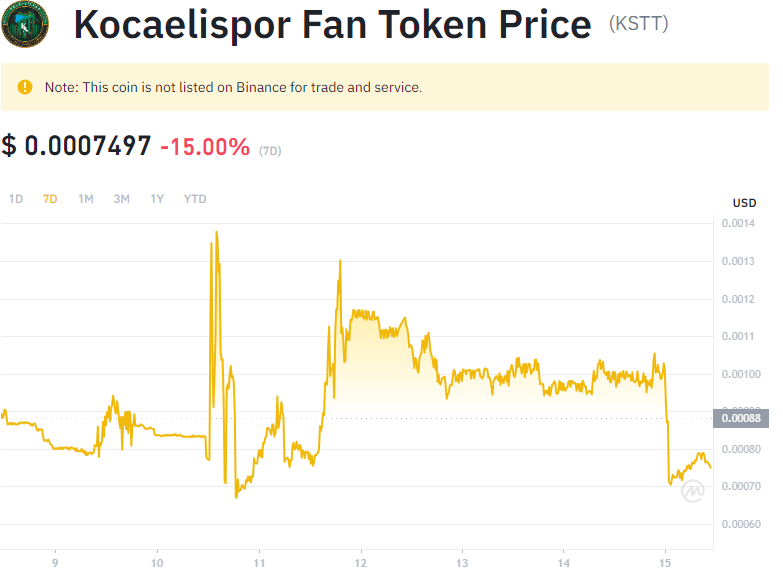 Kocaelispor Fan Token Price (KSTT)
Note: This coin is not listed on Binance for trade and service.
$ 0.0007497 -15.00% (7D)
1D 7D 1M 3M 1Y YTD
USD
0.0014
0.0013
0.0011
0.00100
0.00088
0.00080
0.00070
0.00060
9 10 11 12 13 14 15